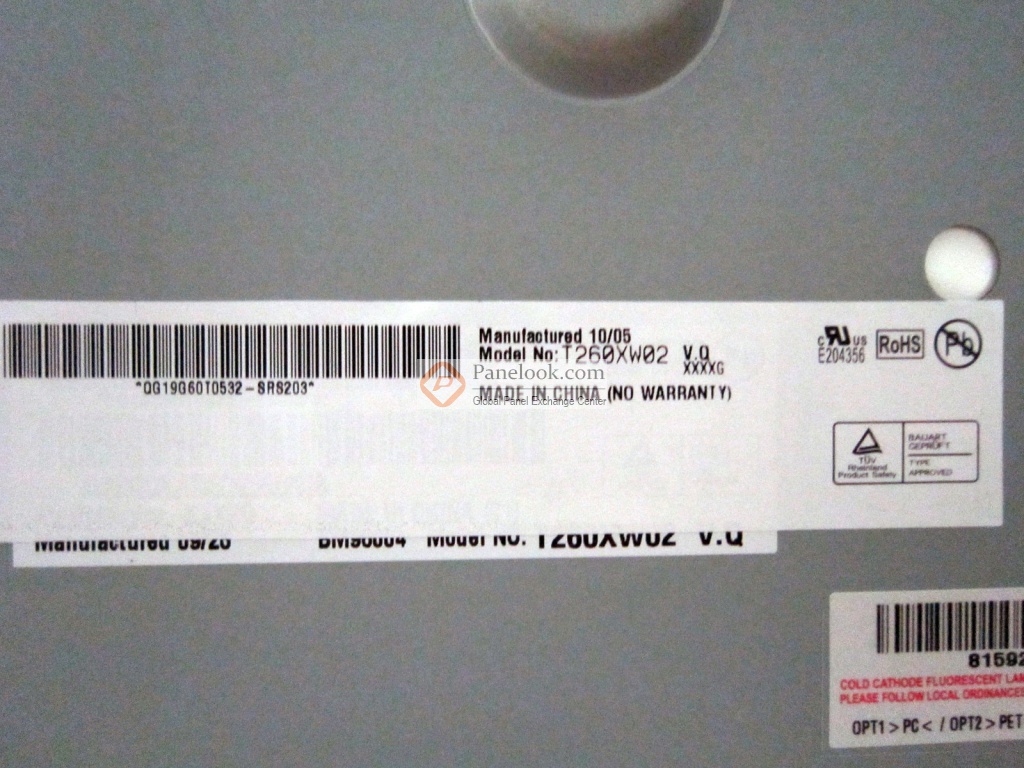 Manufactured 10/05
Model No: T260XW02 V.Q
XXXXG
*QG19G60T0532-SRS203*
MADE IN CHINA (NO WARRANTY)
Panelook.com
Global Panel Exchange Center
c RU us
E204356
RoHS
Pb
TÜV
Rheinland
Product Safety
BAUART
GEPRÜFT
TYPE
APPROVED
Manufactured 09/26
Model NO. T260XW02 V.Q
81592
COLD CATHODE FLUORESCENT LAM
PLEASE FOLLOW LOCAL ORDINANCES
OPT1 > PC < / OPT2 > PET